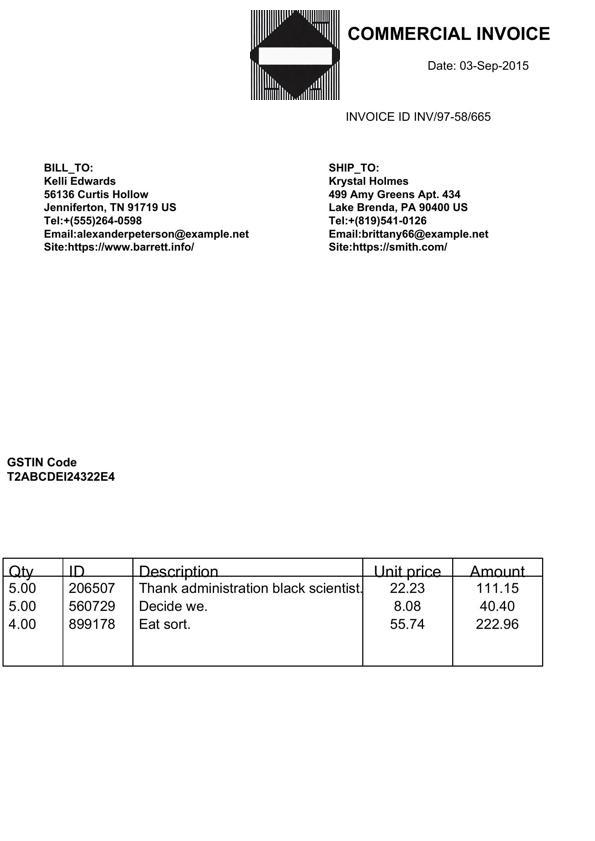 COMMERCIAL INVOICE
Date: 03-Sep-2015
INVOICE ID INV/97-58/665
BILL_TO:
Kelli Edwards
56136 Curtis Hollow
Jenniferton, TN 91719 US
Tel:+(555)264-0598
Email:alexanderpeterson@example.net
Site:https://www.barrett.info/
SHIP_TO:
Krystal Holmes
499 Amy Greens Apt. 434
Lake Brenda, PA 90400 US
Tel:+(819)541-0126
Email:brittany66@example.net
Site:https://smith.com/
GSTIN Code
T2ABCDEI24322E4
Qty ID Description Unit price Amount
5.00 206507 Thank administration black scientist. 22.23 111.15
5.00 560729 Decide we. 8.08 40.40
4.00 899178 Eat sort. 55.74 222.96